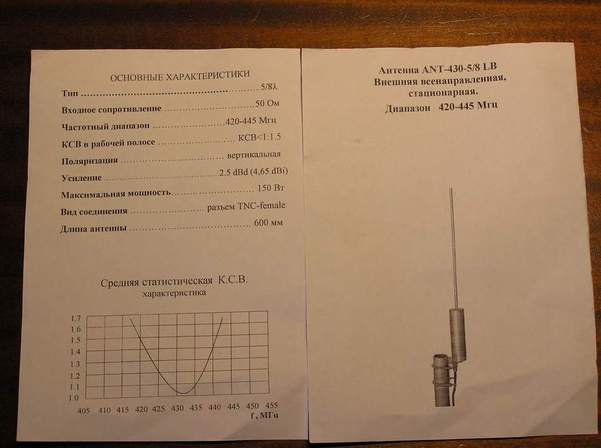 ОСНОВНЫЕ ХАРАКТЕРИСТИКИ
Тип ........................................ 5/8λ
Входное сопротивление ........................ 50 Ом
Частотный диапазон ................... 420-445 Мгц
КСВ в рабочей полосе ................... КСВ<1:1.5
Поляризация ........................ вертикальная
Усиление ........................ 2.5 dBd (4,65 dBi)
Максимальная мощность ........................ 150 Вт
Вид соединения ................... разъем TNC-female
Длина антенны ........................ 600 мм
Средняя статистическая К.С.В.
характеристика
1.7
1.6
1.5
1.4
1.3
1.2
1.1
1.0
405 410 415 420 425 430 435 440 445 450 455
f, МГц
Антенна ANT-430-5/8 LB
Внешняя всенаправленная,
стационарная.
Диапазон 420-445 Мгц